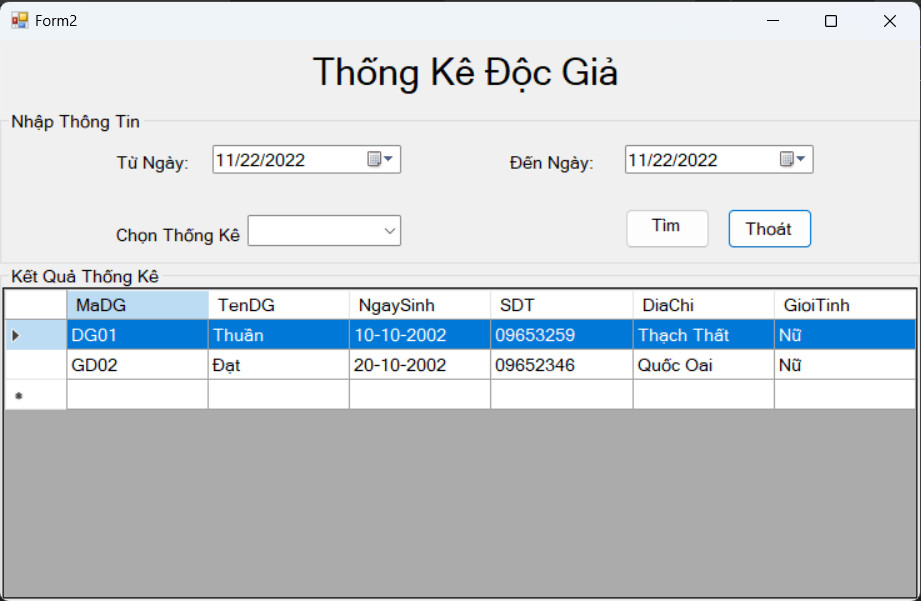 Form2
Thống Kê Độc Giả
Nhập Thông Tin
Từ Ngày: 11/22/2022 Đến Ngày: 11/22/2022
Chọn Thống Kê Tìm Thoát
Kết Quả Thống Kê
MaDG TenDG NgaySinh SDT DiaChi GioiTinh
DG01 Thuần 10-10-2002 09653259 Thạch Thất Nữ
GD02 Đạt 20-10-2002 09652346 Quốc Oai Nữ